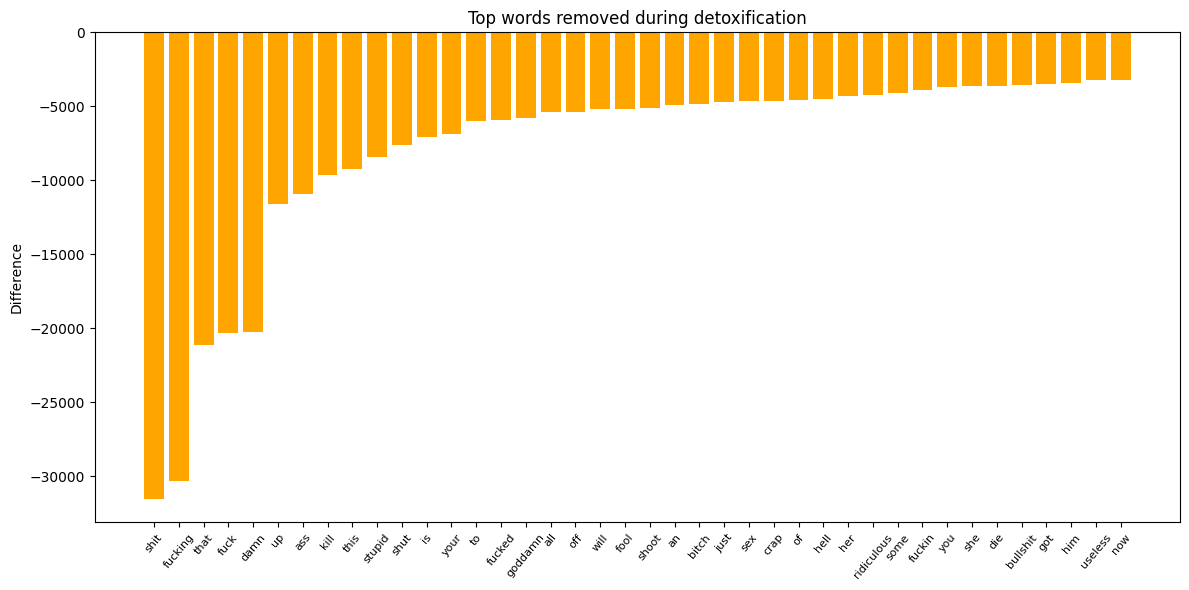 Top words removed during detoxification
Difference
0
−5000
−10000
−15000
−20000
−25000
−30000
shit
fucking
that
fuck
damn
up
ass
kill
this
stupid
shut
is
your
to
fucked
goddamn
all
off
will
fool
shoot
an
bitch
just
sex
crap
of
hell
her
ridiculous
some
fuckin
you
she
die
bullshit
got
him
useless
now